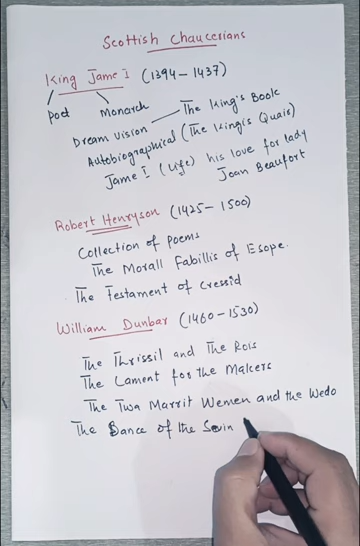 Scottish Chaucerians
King Jame I (1394-1437)
Poet Monarch
Dream Vision The King's Book
Autobiographical (The Kingis Quais)
Jame I (Life) his love for lady
Joan Beaufort
Robert Henryson (1425-1500)
Collection of poems
The Morall Fabillis of Esope.
The Testament of Cressid
William Dunbar (1460-1530)
The Thrissil and The Rois
The Lament for the Makers
The Twa Marrit Wemen and the Wedo
The Dance of the Sevin